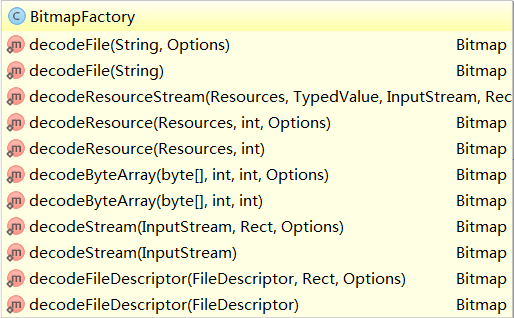 C BitmapFactory
m decodeFile(String, Options) Bitmap
m decodeFile(String) Bitmap
m decodeResourceStream(Resources, TypedValue, InputStream, Rec
m decodeResource(Resources, int, Options) Bitmap
m decodeResource(Resources, int) Bitmap
m decodeByteArray(byte[], int, int, Options) Bitmap
m decodeByteArray(byte[], int, int) Bitmap
m decodeStream(InputStream, Rect, Options) Bitmap
m decodeStream(InputStream) Bitmap
m decodeFileDescriptor(FileDescriptor, Rect, Options) Bitmap
m decodeFileDescriptor(FileDescriptor) Bitmap